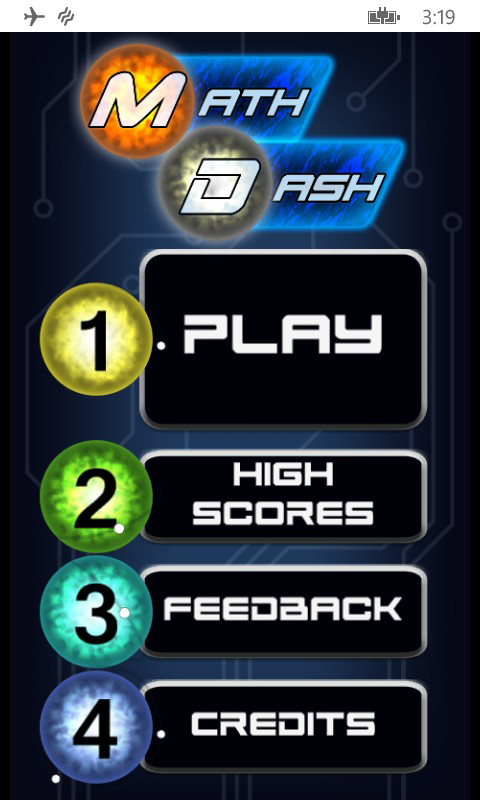 3:19
MATH
DASH
1 PLAY
2 HIGH
SCORES
3 FEEDBACK
4 CREDITS